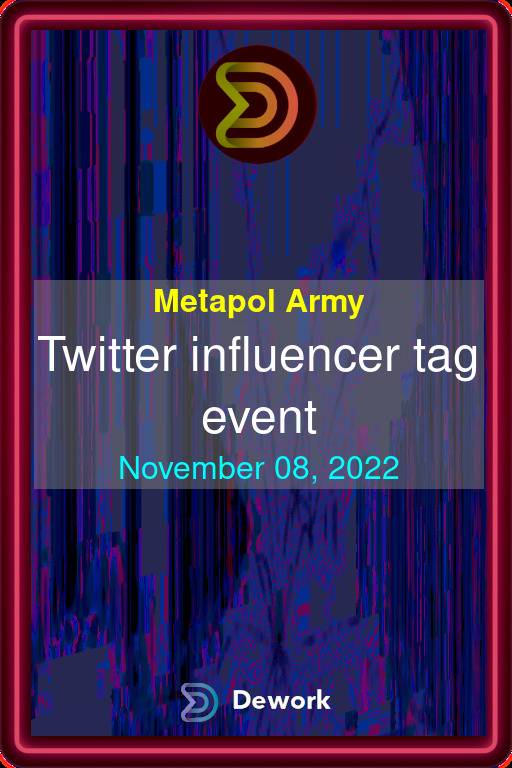 Metapol Army
Twitter influencer tag
event
November 08, 2022
Dework